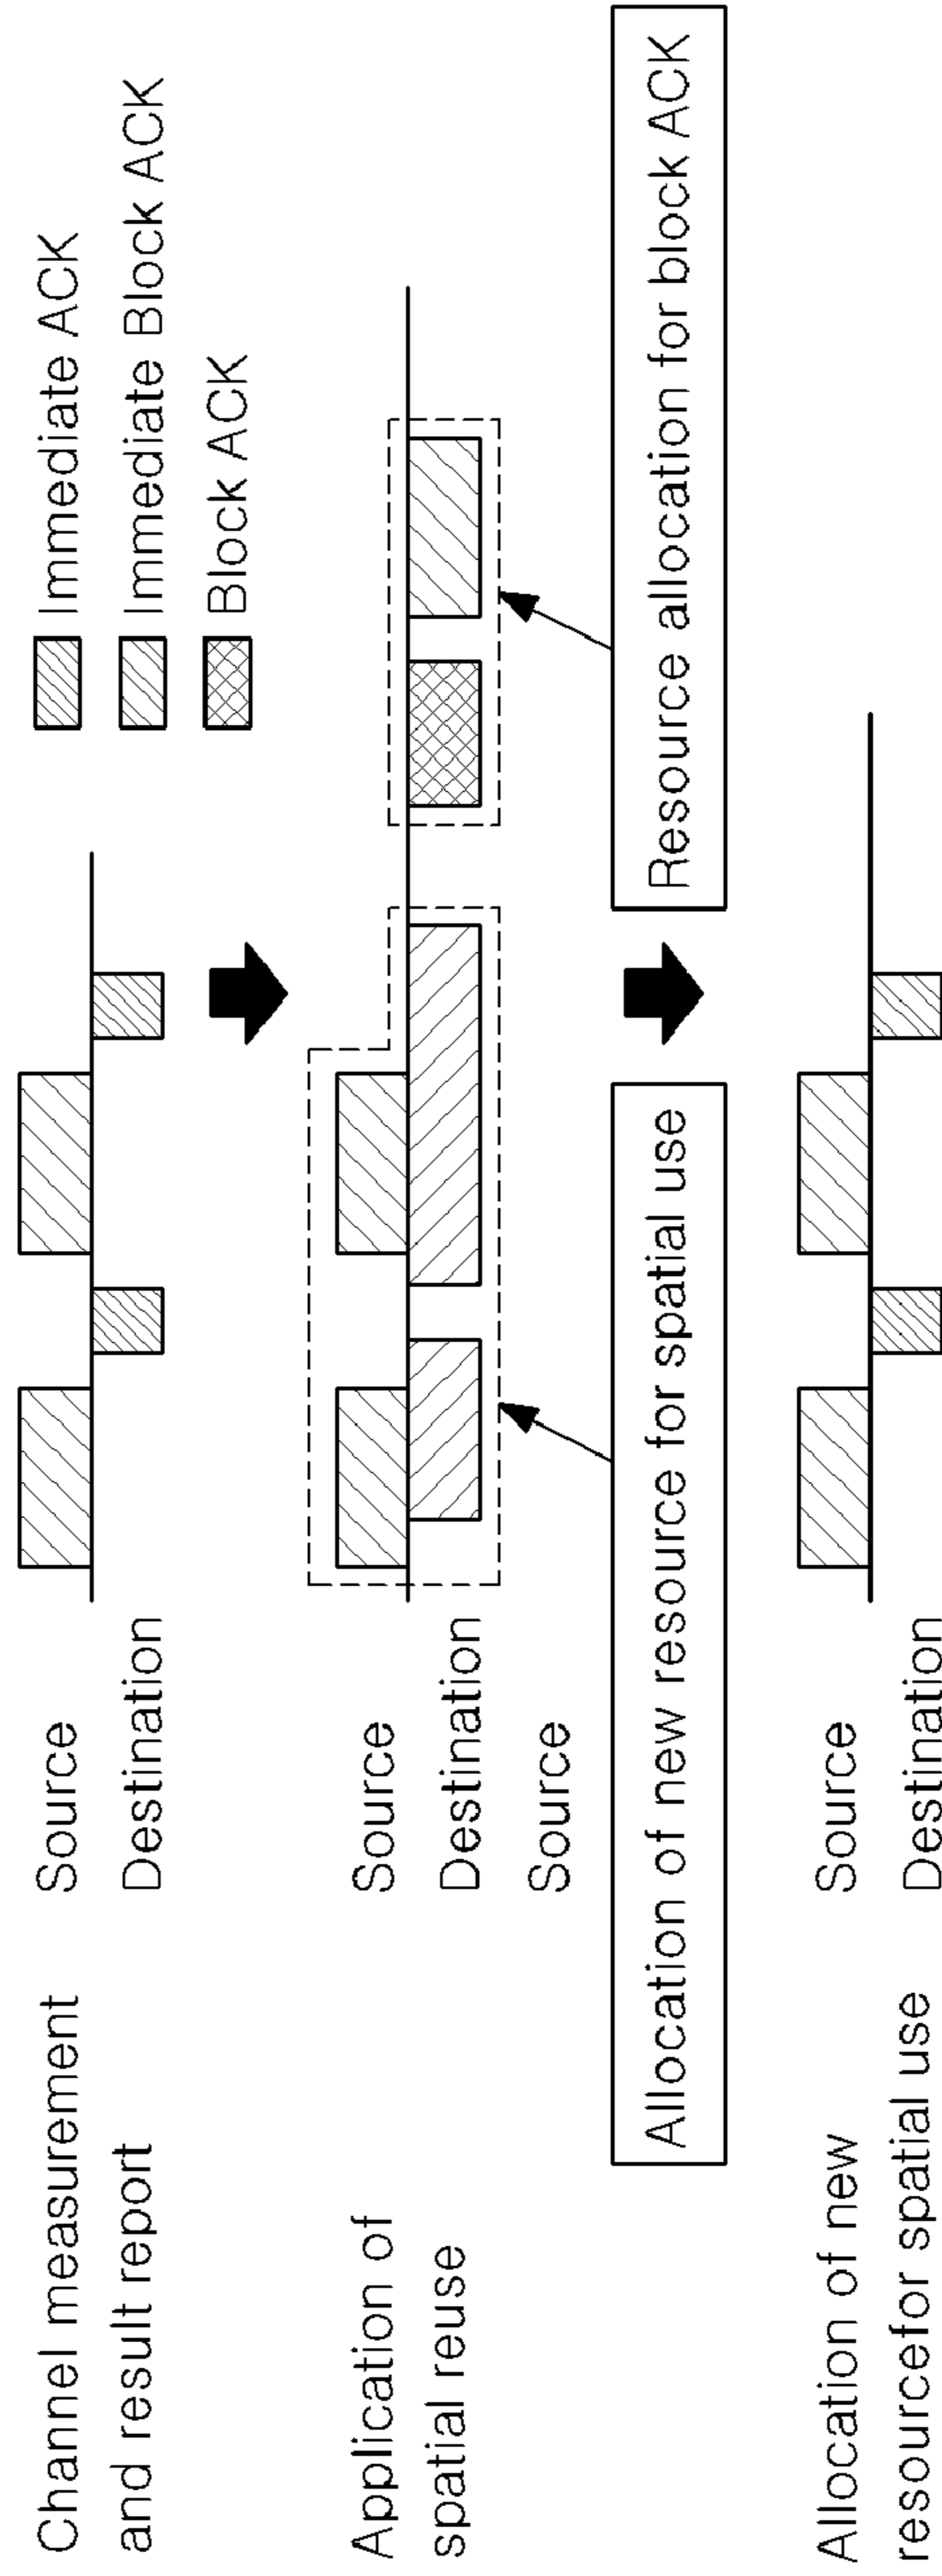 Channel measurement
and result report
Source
Destination
Immediate ACK
Immediate Block ACK
Block ACK
Application of
spatial reuse
Source
Destination
Source
Allocation of new resource for spatial use
Resource allocation for block ACK
Allocation of new
resourcefor spatial use
Source
Destination